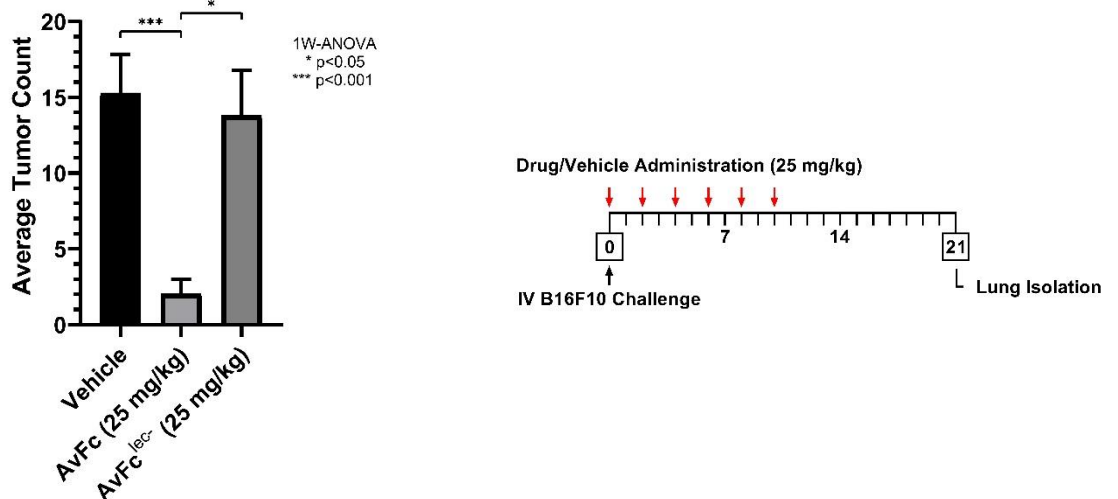 Average Tumor Count
20
15
10
5
0
***
*
1W-ANOVA
* p<0.05
*** p<0.001
Vehicle
AvFc (25 mg/kg)
AvFc lec- (25 mg/kg)
Drug/Vehicle Administration (25 mg/kg)
0
7
14
21
IV B16F10 Challenge
Lung Isolation